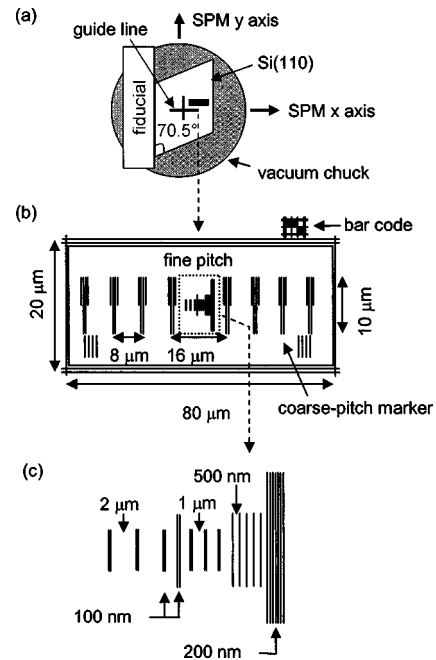 (a)
SPM y axis
guide line
Si(110)
fiducial
SPM x axis
70.5°
vacuum chuck
(b)
bar code
fine pitch
20 μm
10 μm
8 μm
16 μm
80 μm
coarse-pitch marker
(c)
500 nm
2 μm
1 μm
100 nm
200 nm